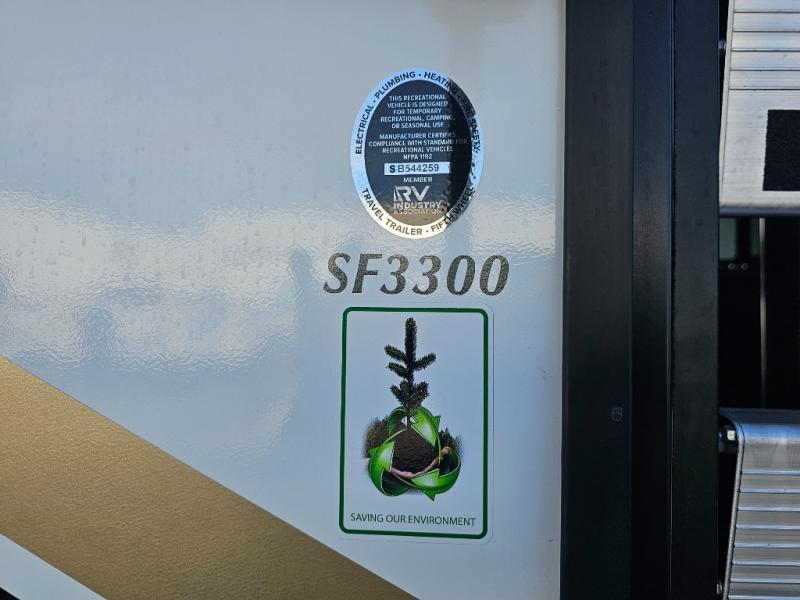 ELECTRICAL • PLUMBING • HEATING • FIRE SAFETY
THIS RECREATIONAL
VEHICLE IS DESIGNED
FOR TEMPORARY
RECREATIONAL, CAMPING,
OR SEASONAL USE
MANUFACTURER CERTIFIES
COMPLIANCE WITH STANDARD FOR
RECREATIONAL VEHICLES
NFPA 1192
SB544259
MEMBER
RV
INDUSTRY
ASSOCIATION
TRAVEL TRAILER • FIFTH WHEEL
SF3300
SAVING OUR ENVIRONMENT